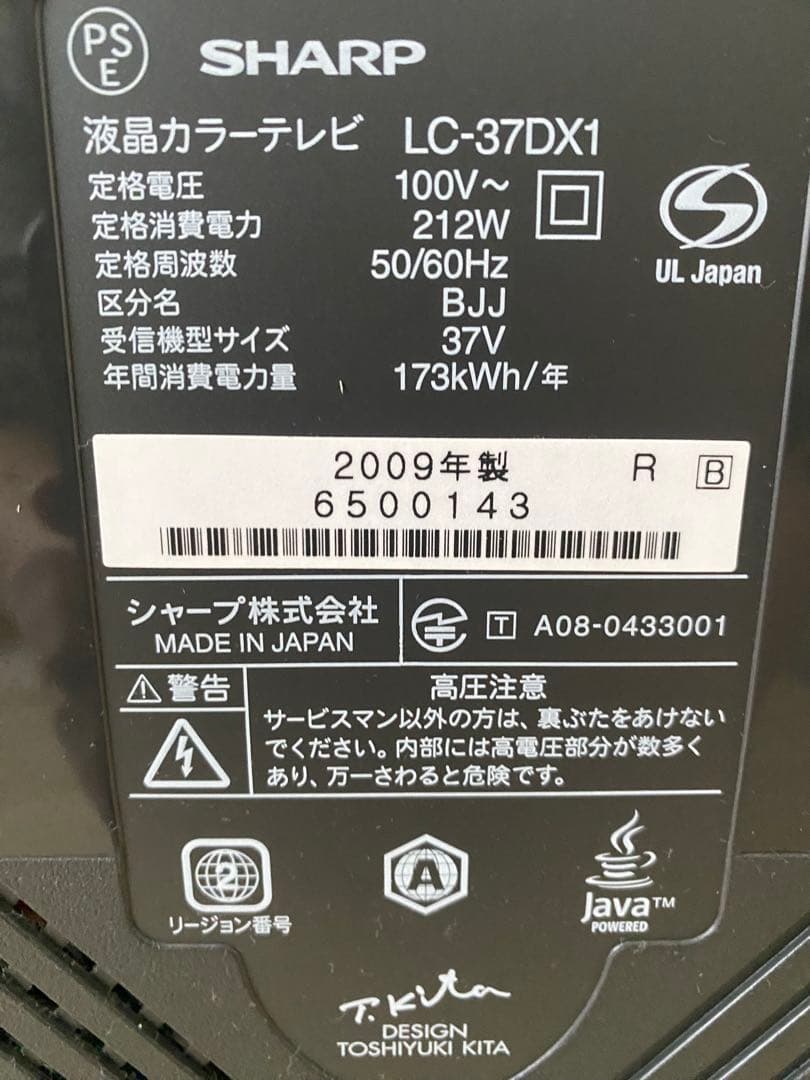 PS
E
SHARP
液晶カラーテレビ LC-37DX1
定格電圧 100V～
定格消費電力 212W
定格周波数 50/60Hz
区分名 BJJ
受信機型サイズ 37V
年間消費電力量 173kWh/年
UL Japan
2009年製 R B
6500143
シャープ株式会社
MADE IN JAPAN
T A08-0433001
警告
高圧注意
サービスマン以外の方は、裏ぶたをあけない
でください。内部には高電圧部分が数多く
あり、万一さわると危険です。
2
リージョン番号
A
Java™
POWERED
T.Kita
DESIGN
TOSHIYUKI KITA